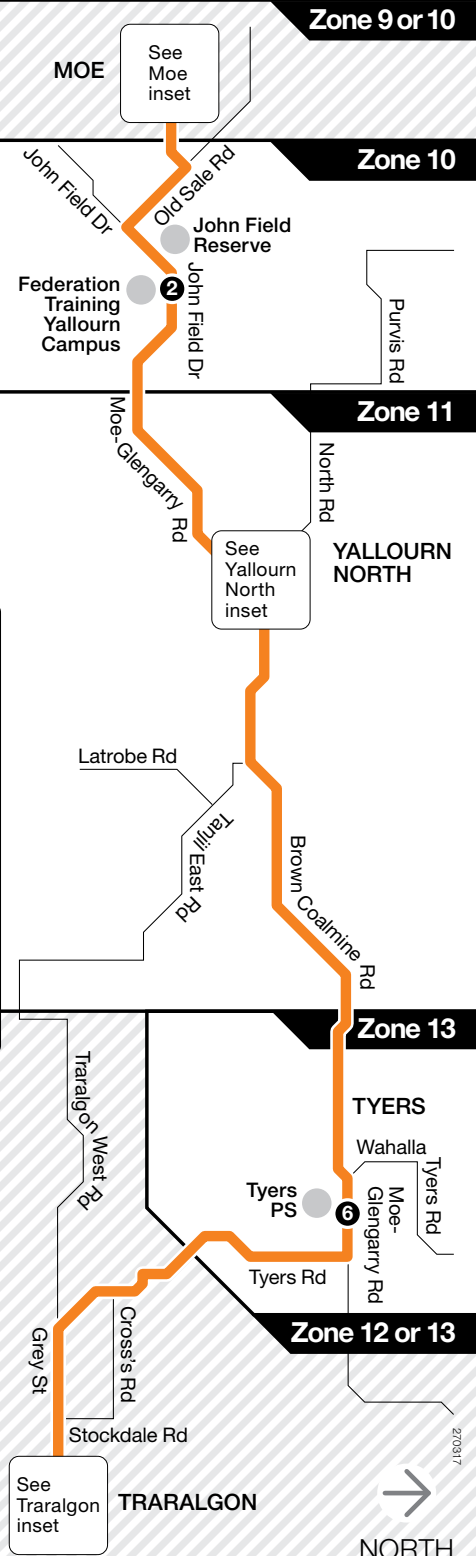 Zone 9 or 10
MOE
See
Moe
inset
Zone 10
John Field Dr
Old Sale Rd
John Field
Reserve
Federation
Training
Yallourn
Campus
2
John Field Dr
Purvis Rd
Zone 11
Moe-Glengarry Rd
North Rd
See
Yallourn
North
inset
YALLOURN
NORTH
Latrobe Rd
Tanjil East Rd
Brown Coalmine Rd
Zone 13
Traralgon West Rd
TYERS
Wahalla
Tyers Rd
Tyers
PS
6
Moe-
Glengarry Rd
Tyers Rd
Zone 12 or 13
Cross's Rd
Grey St
Stockdale Rd
270317
See
Traralgon
inset
TRARALGON
NORTH